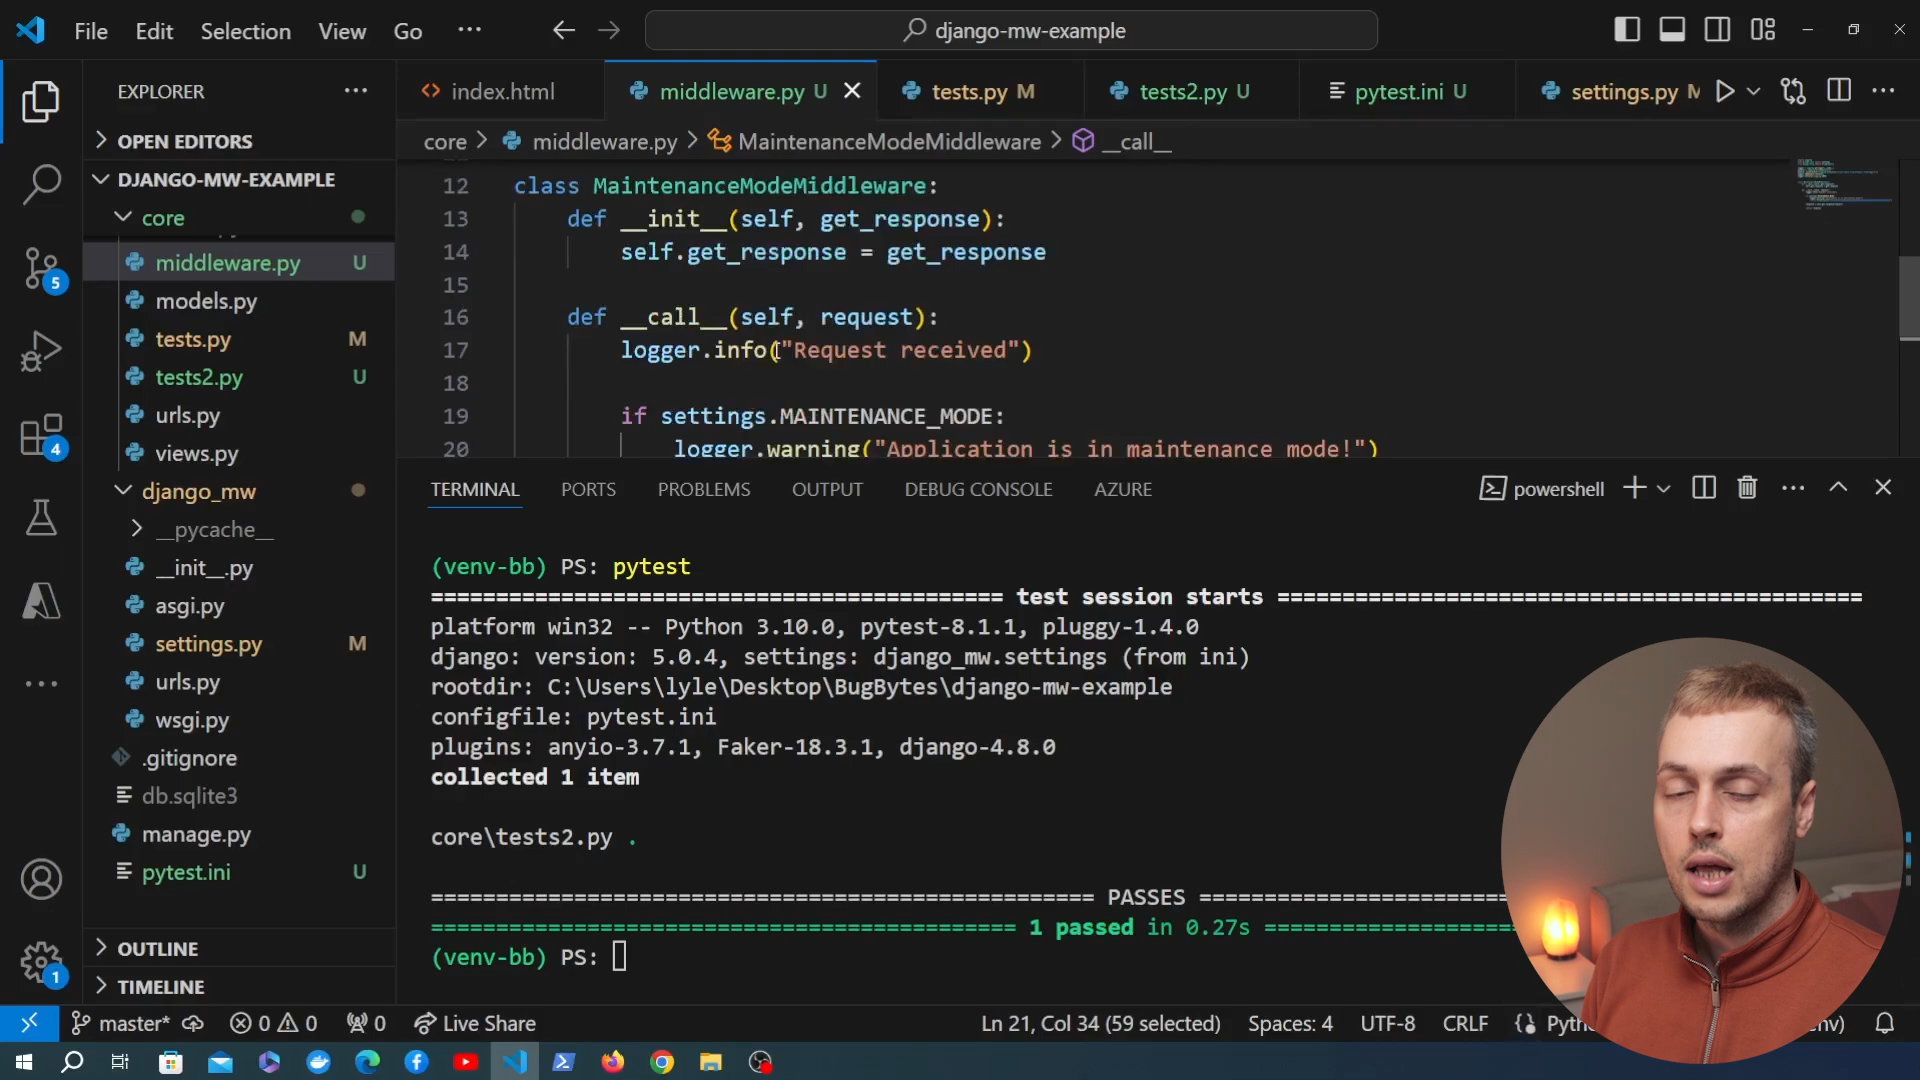 File Edit Selection View Go ... django-mw-example
EXPLORER
index.html middleware.py U tests.py M tests2.py U pytest.ini U settings.py M
OPEN EDITORS
core > middleware.py > MaintenanceModeMiddleware > __call__
DJANGO-MW-EXAMPLE
core
middleware.py U
models.py
tests.py M
tests2.py U
urls.py
views.py
django_mw
__pycache__
__init__.py
asgi.py
settings.py M
urls.py
wsgi.py
.gitignore
db.sqlite3
manage.py
pytest.ini U
OUTLINE
TIMELINE
5
4
1
12 class MaintenanceModeMiddleware:
13 def __init__(self, get_response):
14 self.get_response = get_response
15
16 def __call__(self, request):
17 logger.info("Request received")
18
19 if settings.MAINTENANCE_MODE:
20 logger.warning("Application is in maintenance mode!")
TERMINAL PORTS PROBLEMS OUTPUT DEBUG CONSOLE AZURE powershell
(venv-bb) PS: pytest
============================================ test session starts =============================================
platform win32 -- Python 3.10.0, pytest-8.1.1, pluggy-1.4.0
django: version: 5.0.4, settings: django_mw.settings (from ini)
rootdir: C:\Users\lyle\Desktop\BugBytes\django-mw-example
configfile: pytest.ini
plugins: anyio-3.7.1, Faker-18.3.1, django-4.8.0
collected 1 item
core\tests2.py .
=================================================== PASSES ===================
============================================= 1 passed in 0.27s ====================
(venv-bb) PS:
master* 0 0 0 Live Share Ln 21, Col 34 (59 selected) Spaces: 4 UTF-8 CRLF